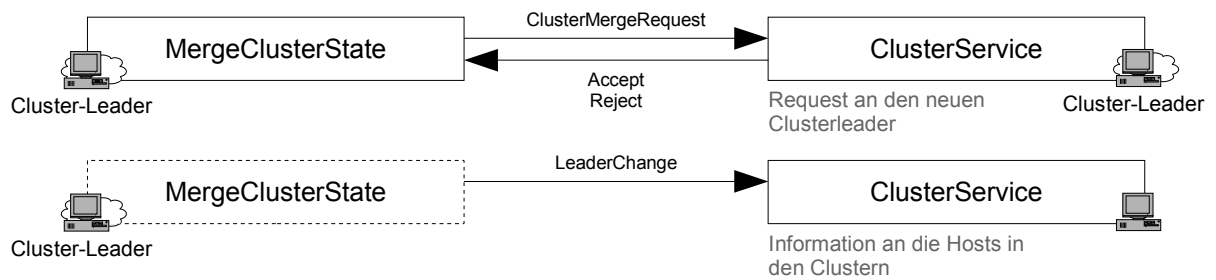 ClusterMergeRequest
MergeClusterState
ClusterService
Accept
Reject
Cluster-Leader
Request an den neuen
Clusterleader
Cluster-Leader
LeaderChange
MergeClusterState
ClusterService
Cluster-Leader
Information an die Hosts in
den Clustern